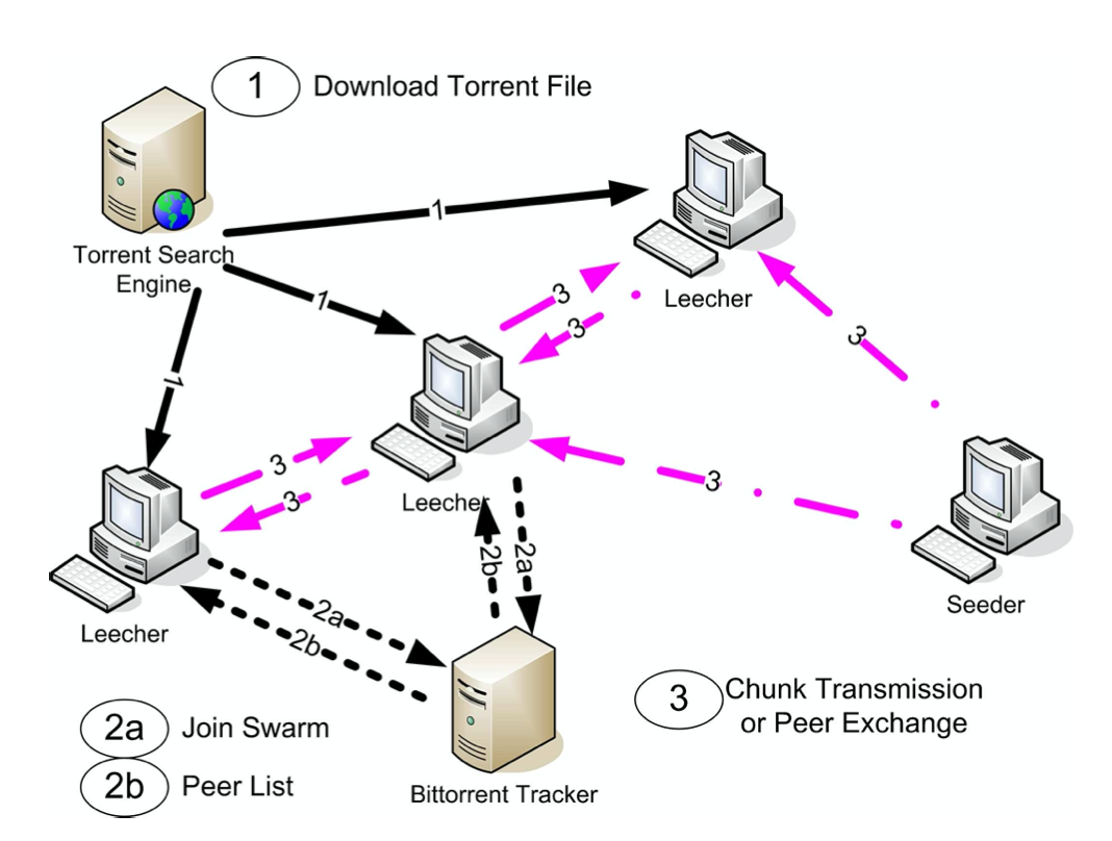 1 Download Torrent File
Torrent Search
Engine
1
1
1
Leecher
3
3
3
Leecher
3
3
3
Leecher
2b
2a
2a
2b
Seeder
3 Chunk Transmission
or Peer Exchange
2a Join Swarm
2b Peer List
Bittorrent Tracker